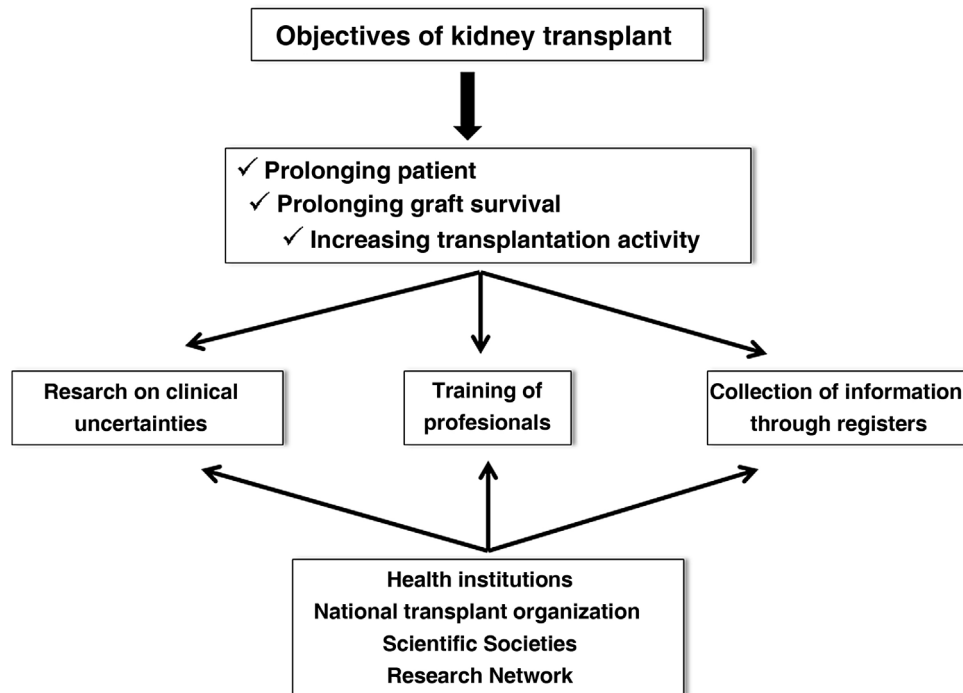 Objectives of kidney transplant
✓ Prolonging patient
✓ Prolonging graft survival
✓ Increasing transplantation activity
Resarch on clinical
uncertainties
Training of
profesionals
Collection of information
through registers
Health institutions
National transplant organization
Scientific Societies
Research Network